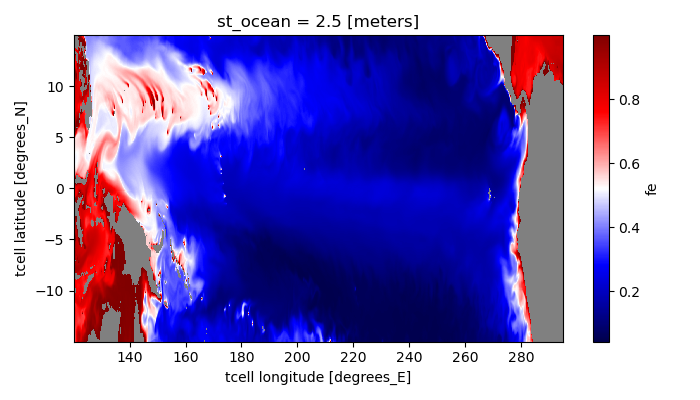 st_ocean = 2.5 [meters]
10
5
0
−5
−10
tcell latitude [degrees_N]
140 160 180 200 220 240 260 280
tcell longitude [degrees_E]
0.8
0.6
0.4
0.2
fe